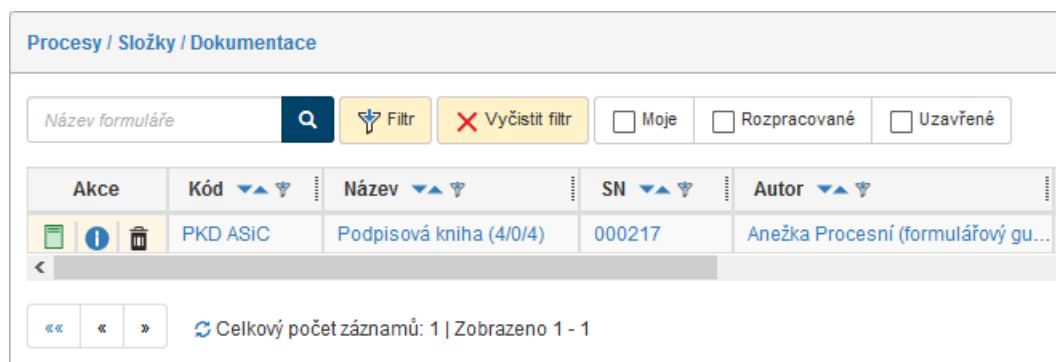 Procesy / Složky / Dokumentace
Název formuláře Filtr Vyčistit filtr Moje Rozpracované Uzavřené
Akce Kód Název SN Autor
PKD ASiC Podpisová kniha (4/0/4) 000217 Anežka Procesní (formulářový gu...
«« « » Celkový počet záznamů: 1 | Zobrazeno 1 - 1